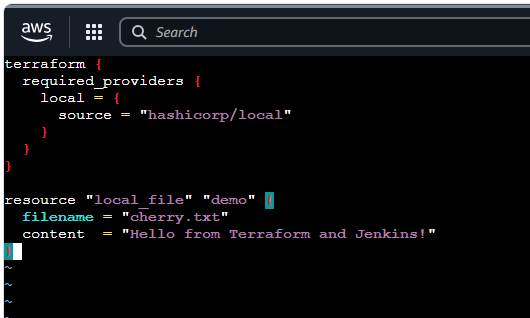 aws
Search
terraform {
  required_providers {
    local = {
      source = "hashicorp/local"
    }
  }
}

resource "local_file" "demo" {
  filename = "cherry.txt"
  content  = "Hello from Terraform and Jenkins!"
}
~
~
~